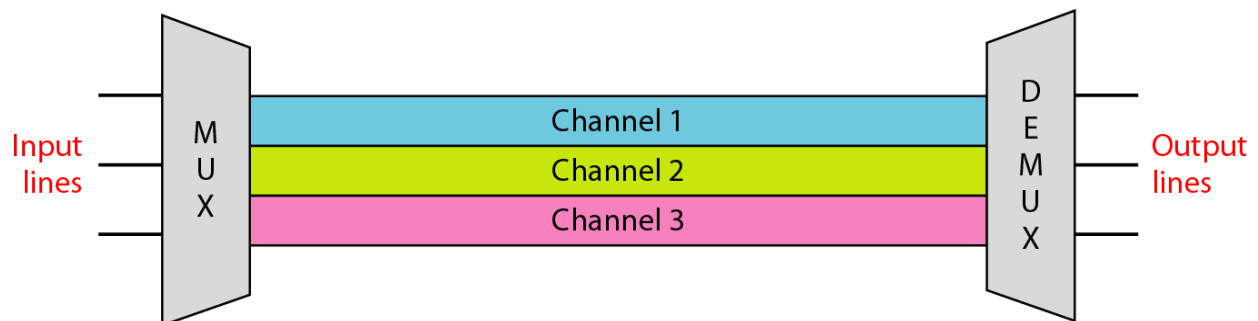 Input
lines
M
U
X
Channel 1
Channel 2
Channel 3
D
E
M
U
X
Output
lines